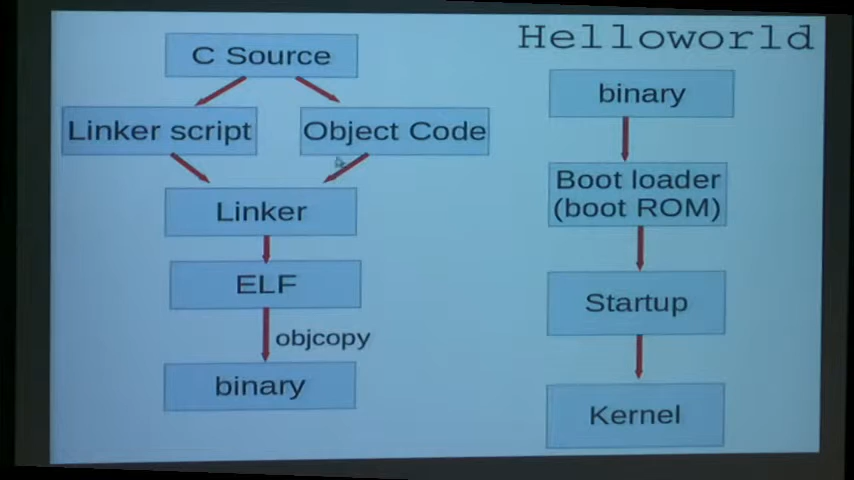 Helloworld
C Source
Linker script
Object Code
Linker
ELF
objcopy
binary
binary
Boot loader
(boot ROM)
Startup
Kernel